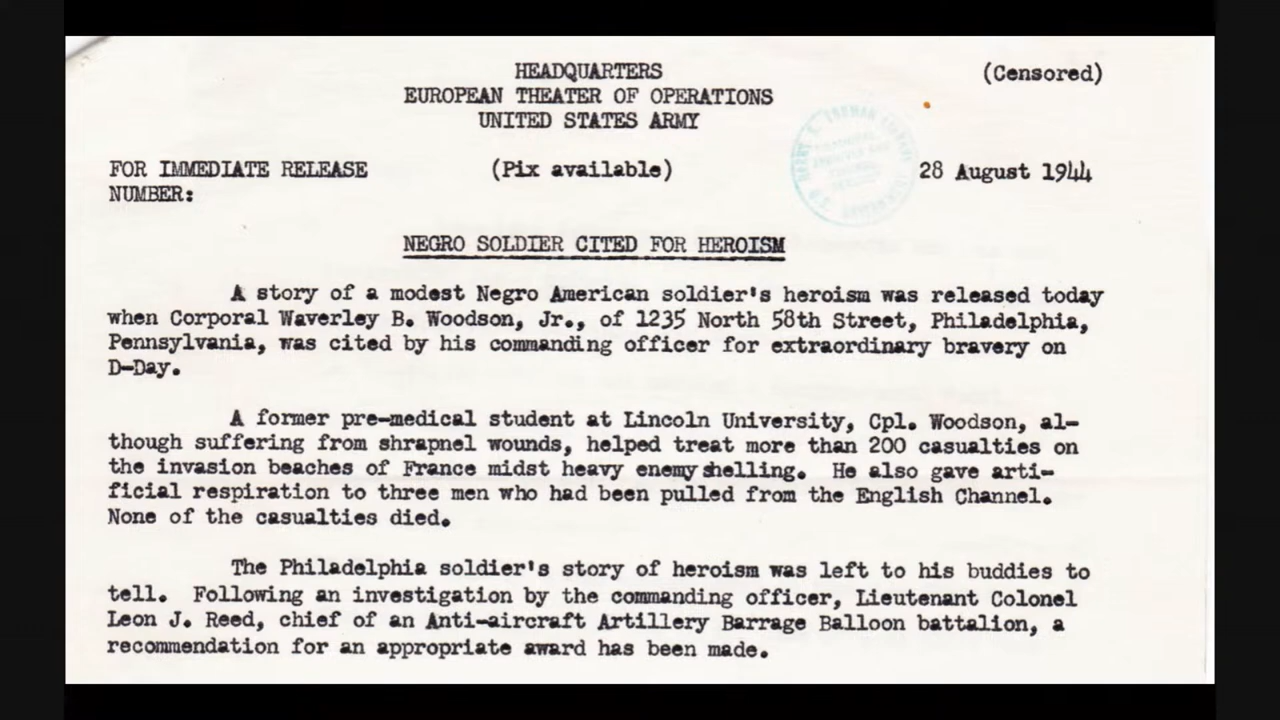 HEADQUARTERS
(Censored)
EUROPEAN THEATER OF OPERATIONS
UNITED STATES ARMY
FOR IMMEDIATE RELEASE (Pix available) 28 August 1944
NUMBER:
NEGRO SOLDIER CITED FOR HEROISM
A story of a modest Negro American soldier's heroism was released today
when Corporal Waverley B. Woodson, Jr., of 1235 North 58th Street, Philadelphia,
Pennsylvania, was cited by his commanding officer for extraordinary bravery on
D-Day.
A former pre-medical student at Lincoln University, Cpl. Woodson, al-
though suffering from shrapnel wounds, helped treat more than 200 casualties on
the invasion beaches of France midst heavy enemy shelling. He also gave arti-
ficial respiration to three men who had been pulled from the English Channel.
None of the casualties died.
The Philadelphia soldier's story of heroism was left to his buddies to
tell. Following an investigation by the commanding officer, Lieutenant Colonel
Leon J. Reed, chief of an Anti-aircraft Artillery Barrage Balloon battalion, a
recommendation for an appropriate award has been made.
HARRY S. TRUMAN LIBRARY